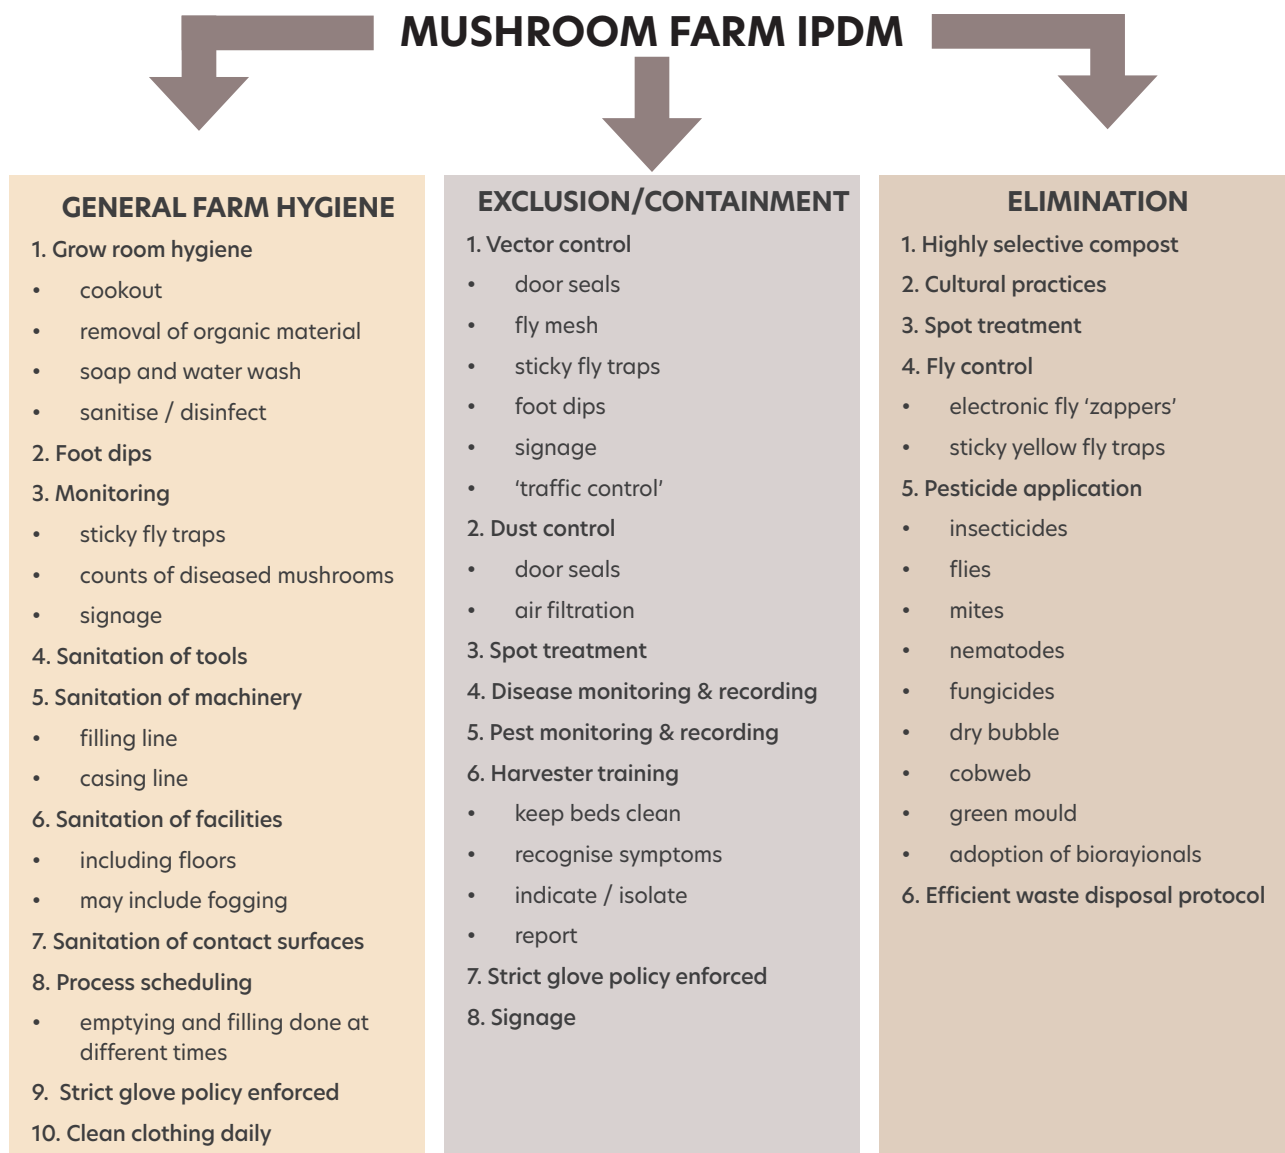 MUSHROOM FARM IPDM
GENERAL FARM HYGIENE
1. Grow room hygiene
• cookout
• removal of organic material
• soap and water wash
• sanitise / disinfect
2. Foot dips
3. Monitoring
• sticky fly traps
• counts of diseased mushrooms
• signage
4. Sanitation of tools
5. Sanitation of machinery
• filling line
• casing line
6. Sanitation of facilities
• including floors
• may include fogging
7. Sanitation of contact surfaces
8. Process scheduling
• emptying and filling done at
different times
9. Strict glove policy enforced
10. Clean clothing daily
EXCLUSION/CONTAINMENT
1. Vector control
• door seals
• fly mesh
• sticky fly traps
• foot dips
• signage
• ‘traffic control’
2. Dust control
• door seals
• air filtration
3. Spot treatment
4. Disease monitoring & recording
5. Pest monitoring & recording
6. Harvester training
• keep beds clean
• recognise symptoms
• indicate / isolate
• report
7. Strict glove policy enforced
8. Signage
ELIMINATION
1. Highly selective compost
2. Cultural practices
3. Spot treatment
4. Fly control
• electronic fly ‘zappers’
• sticky yellow fly traps
5. Pesticide application
• insecticides
• flies
• mites
• nematodes
• fungicides
• dry bubble
• cobweb
• green mould
• adoption of biorayionals
6. Efficient waste disposal protocol